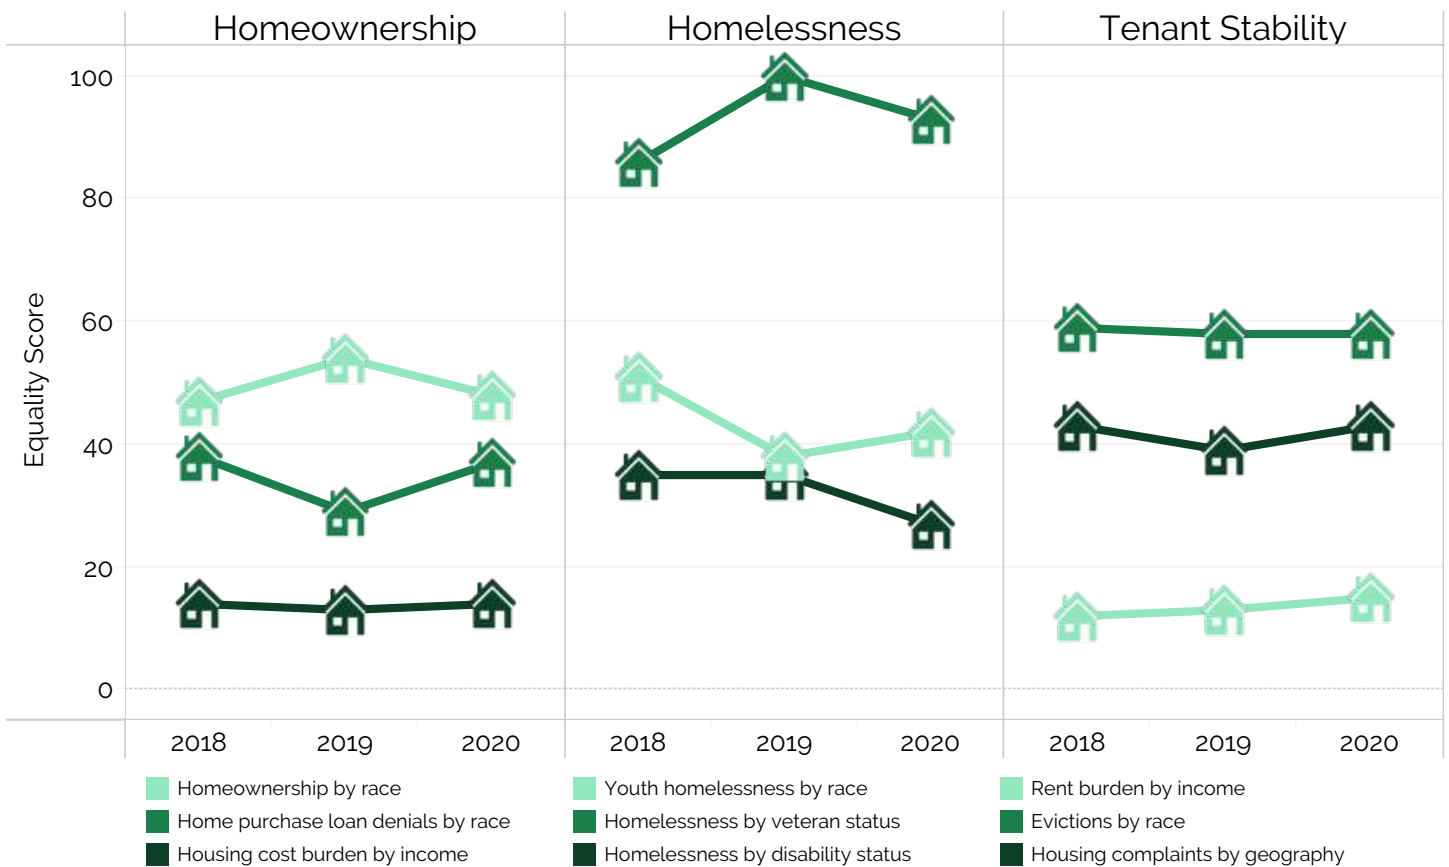 Homeownership Homelessness Tenant Stability
100
80
60
40
20
0
Equality Score
2018 2019 2020 2018 2019 2020 2018 2019 2020
Homeownership by race
Home purchase loan denials by race
Housing cost burden by income
Youth homelessness by race
Homelessness by veteran status
Homelessness by disability status
Rent burden by income
Evictions by race
Housing complaints by geography